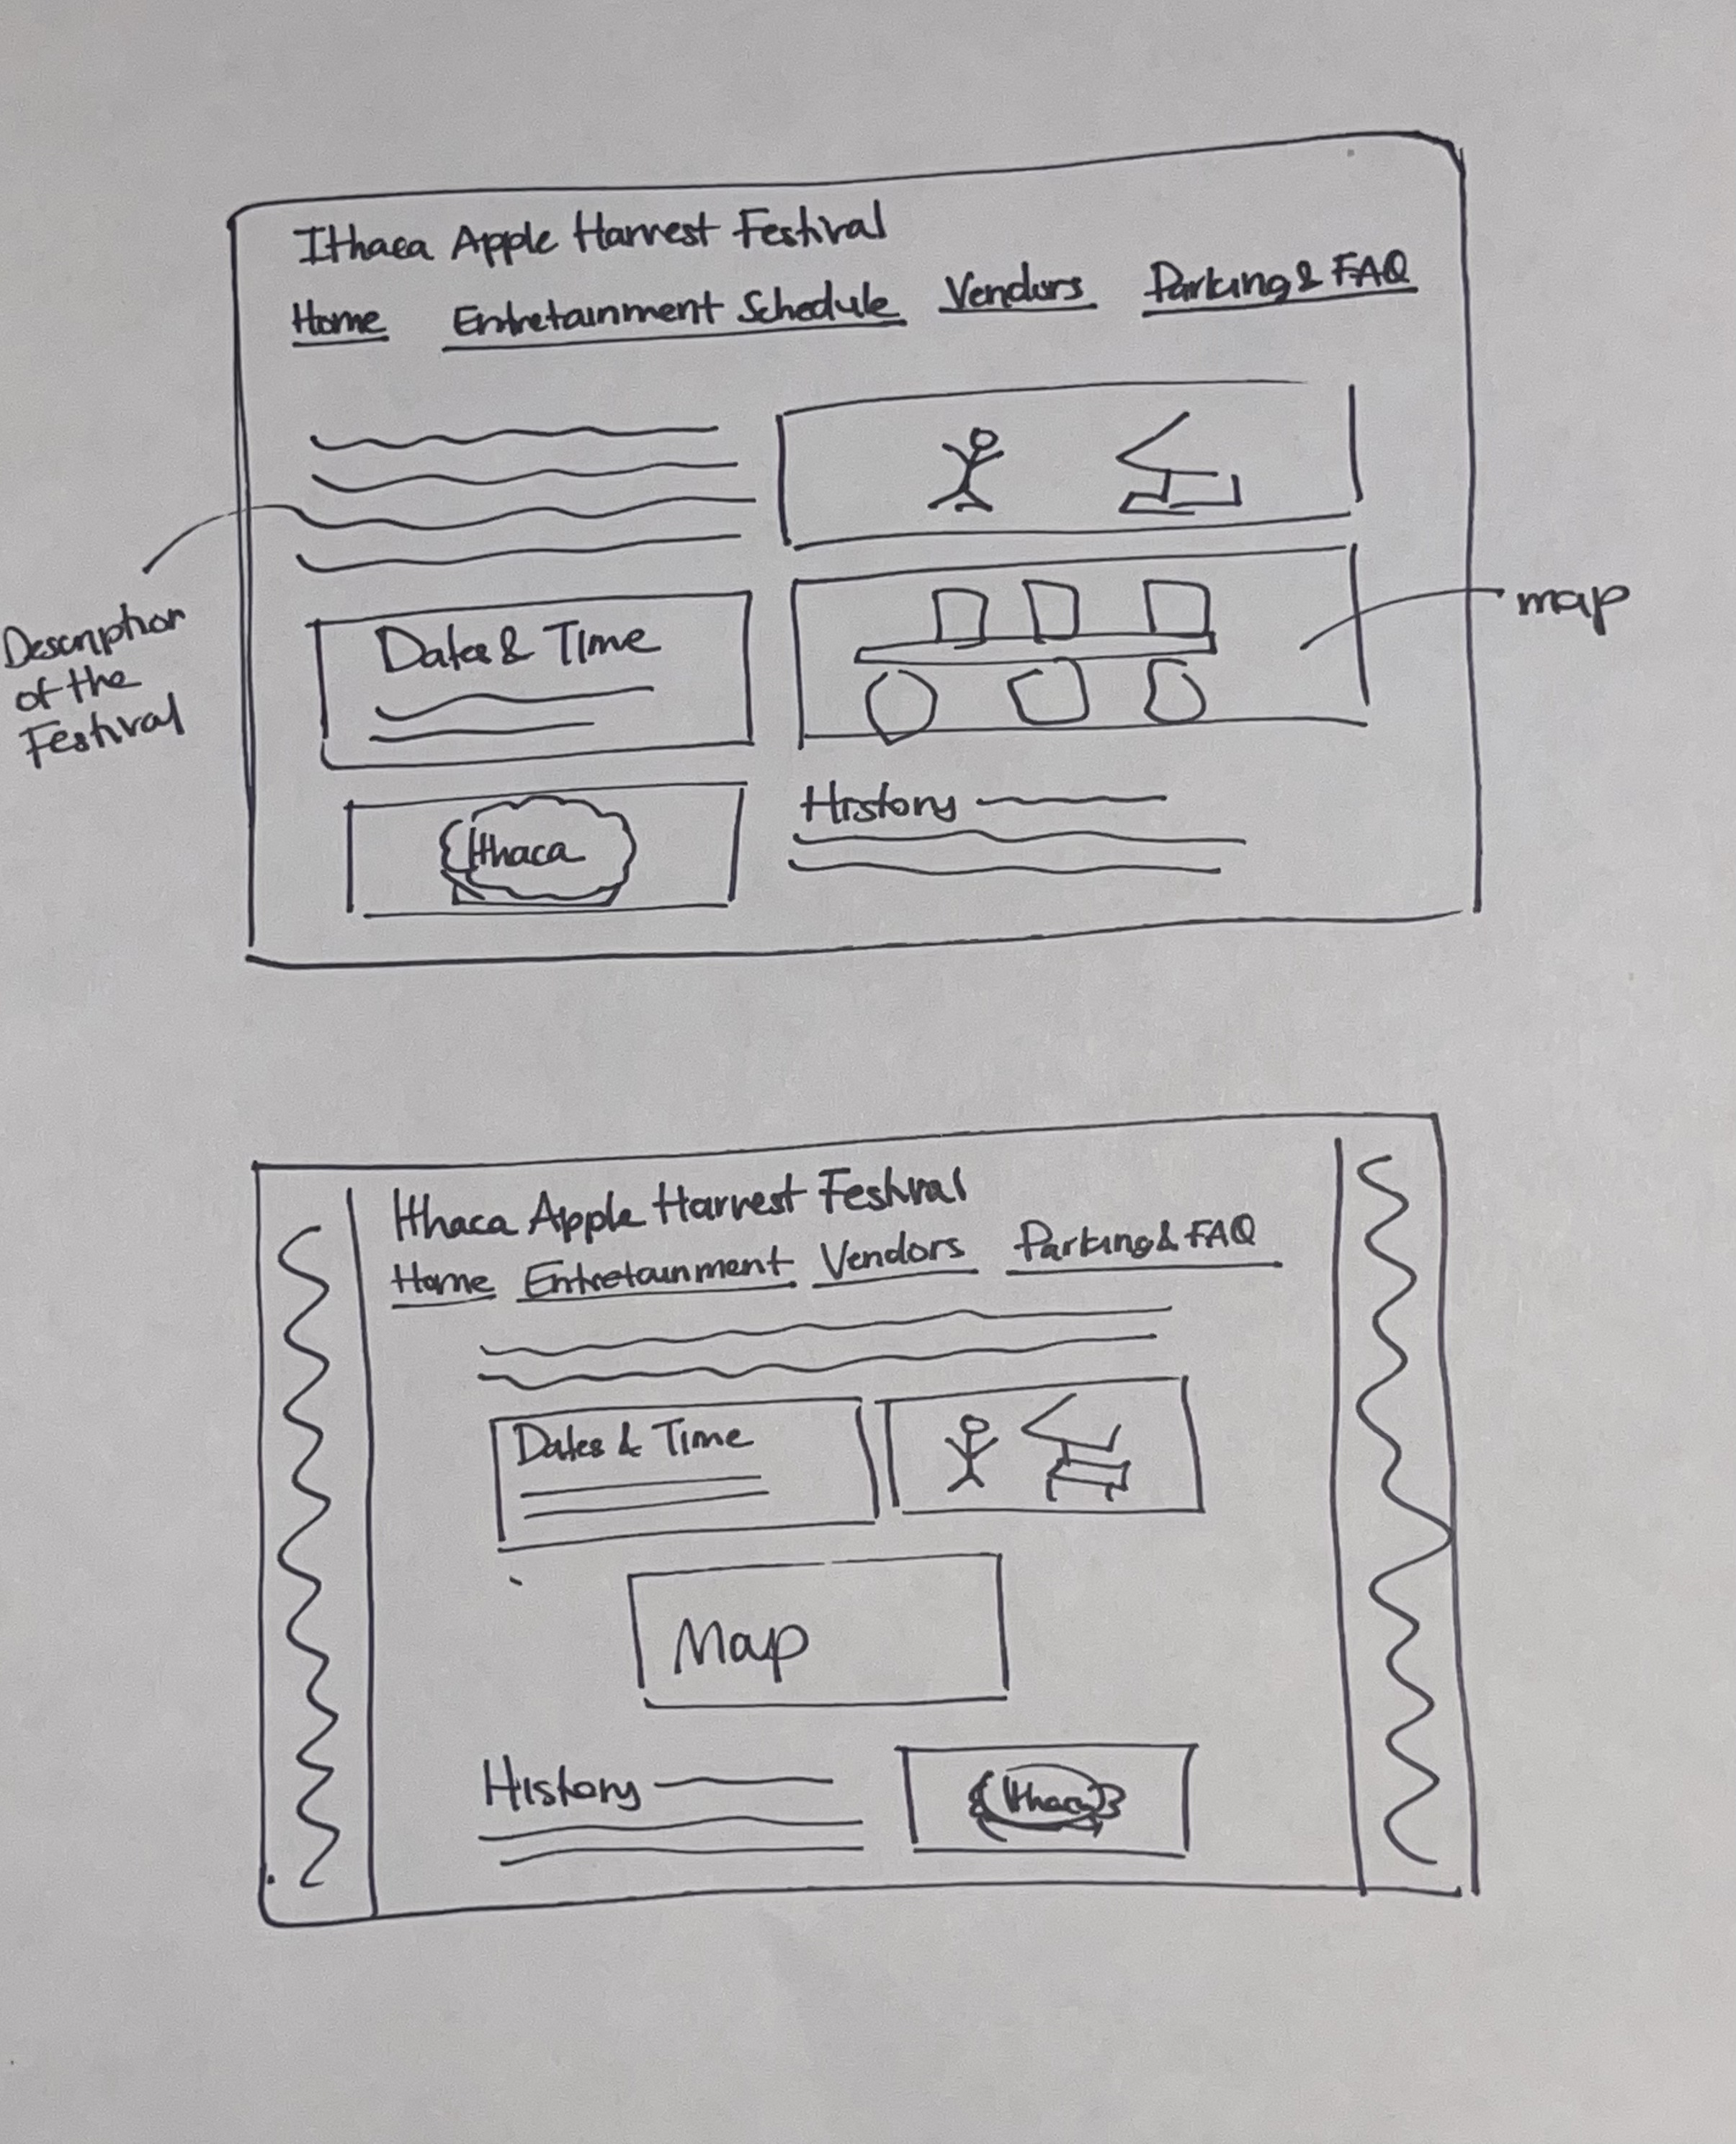 Ithaca Apple Harvest Festival
Home Entretainment Schedule Vendors Parking & FAQ
Description
of the
Festival
map
Dates & Time
Ithaca
History
Ithaca Apple Harvest Festival
Home Entretainment Vendors Parking & FAQ
Dates & Time
Map
History
Ithaca